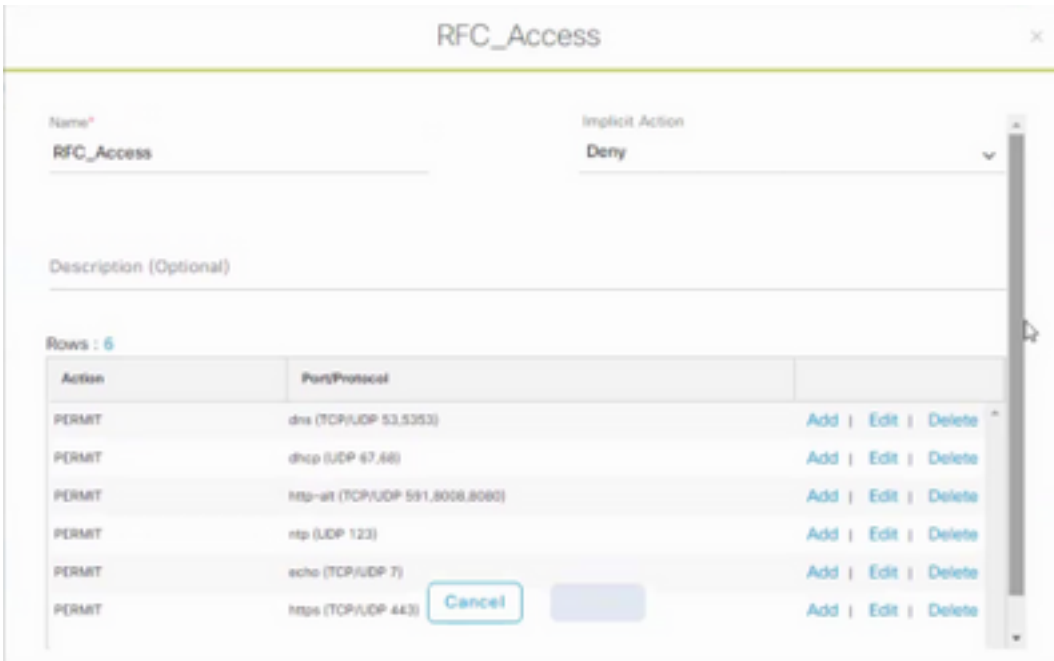 RFC_Access
Name*
Implicit Action
RFC_Access
Deny
Description (Optional)
Rows : 6
Action Port/Protocol
PERMIT dns (TCP/UDP 53,5353) Add | Edit | Delete
PERMIT dhcp (UDP 67,68) Add | Edit | Delete
PERMIT http-alt (TCP/UDP 591,8008,8080) Add | Edit | Delete
PERMIT ntp (UDP 123) Add | Edit | Delete
PERMIT echo (TCP/UDP 7) Add | Edit | Delete
PERMIT https (TCP/UDP 443) Add | Edit | Delete
Cancel